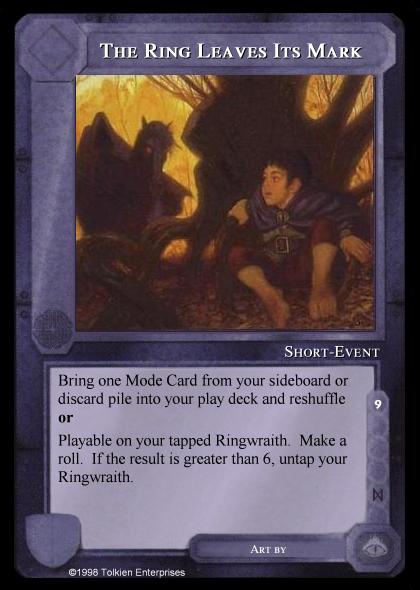 The Ring Leaves Its Mark
Short-Event
Bring one Mode Card from your sideboard or
discard pile into your play deck and reshuffle
or
Playable on your tapped Ringwraith. Make a
roll. If the result is greater than 6, untap your
Ringwraith.
9
Art by
©1998 Tolkien Enterprises